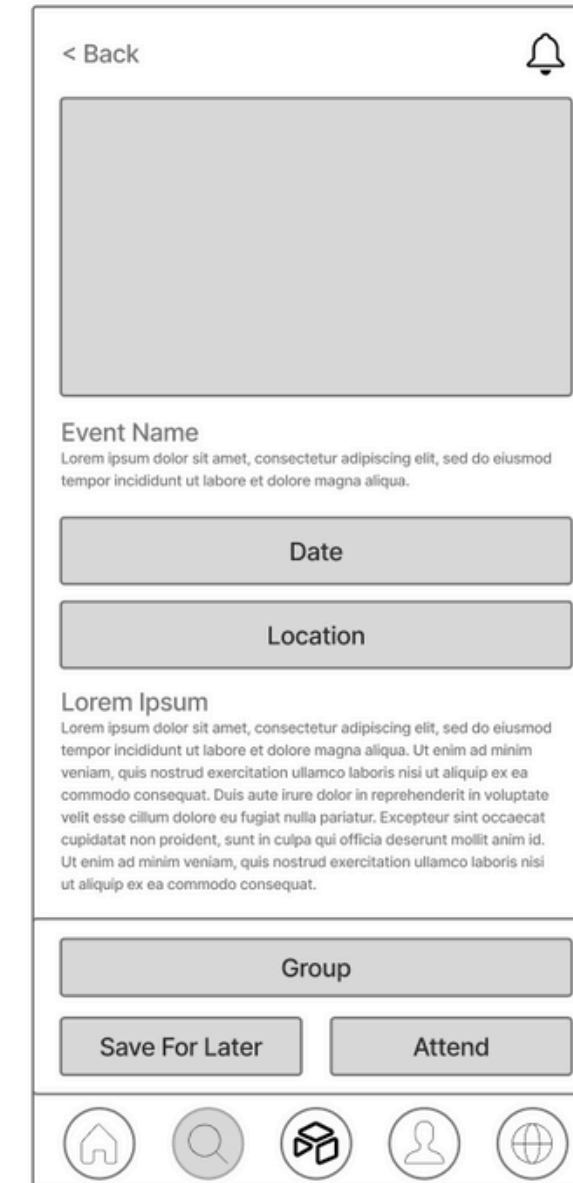 < Back
Event Name
Lorem ipsum dolor sit amet, consectetur adipiscing elit, sed do eiusmod
tempor incididunt ut labore et dolore magna aliqua.
Date
Location
Lorem Ipsum
Lorem ipsum dolor sit amet, consectetur adipiscing elit, sed do eiusmod
tempor incididunt ut labore et dolore magna aliqua. Ut enim ad minim
veniam, quis nostrud exercitation ullamco laboris nisi ut aliquip ex ea
commodo consequat. Duis aute irure dolor in reprehenderit in voluptate
velit esse cillum dolore eu fugiat nulla pariatur. Excepteur sint occaecat
cupidatat non proident, sunt in culpa qui officia deserunt mollit anim id.
Ut enim ad minim veniam, quis nostrud exercitation ullamco laboris nisi
ut aliquip ex ea commodo consequat.
Group
Save For Later
Attend